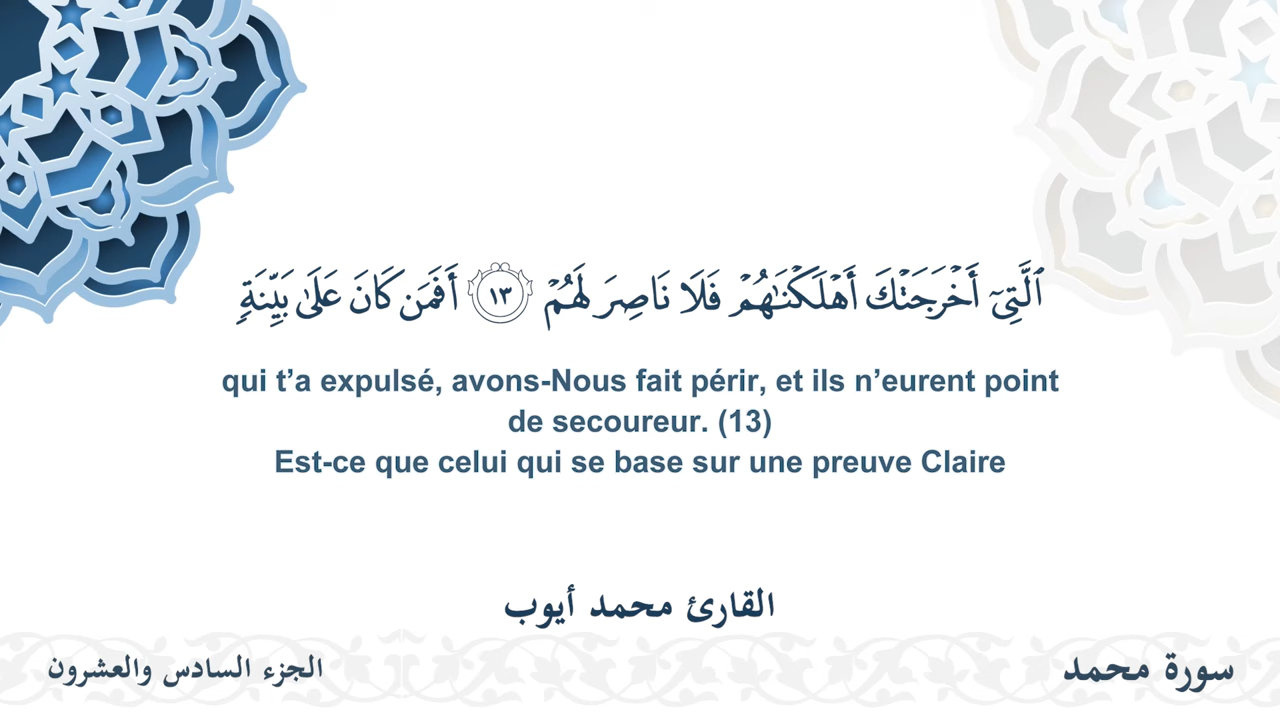 ٱلَّتِىٓ أَخْرَجَتْكَ أَهْلَكْنَـٰهُمْ فَلَا نَاصِرَ لَهُمْ ١٣ أَفَمَن كَانَ عَلَىٰ بَيِّنَةٍ
qui t’a expulsé, avons-Nous fait périr, et ils n’eurent point
de secoureur. (13)
Est-ce que celui qui se base sur une preuve Claire
القارئ محمد أيوب
سورة محمد
الجزء السادس والعشرون